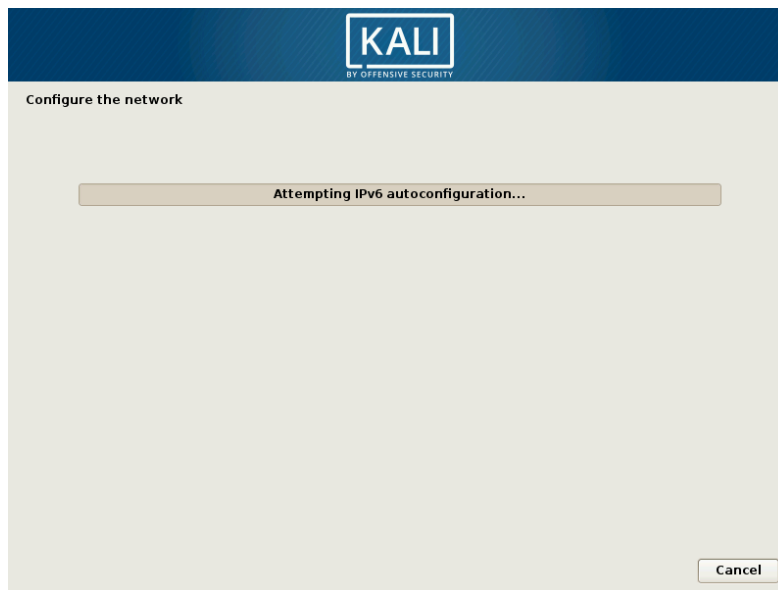 KALI
BY OFFENSIVE SECURITY
Configure the network
Attempting IPv6 autoconfiguration...
Cancel